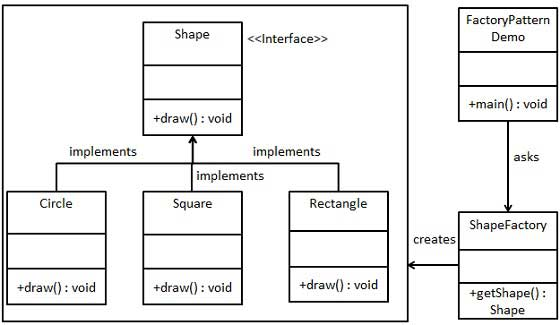 Shape
<<Interface>>
+draw() : void
implements
implements
implements
Circle
+draw() : void
Square
+draw() : void
Rectangle
+draw() : void
FactoryPattern
Demo
+main() : void
asks
ShapeFactory
+getShape() :
Shape
creates